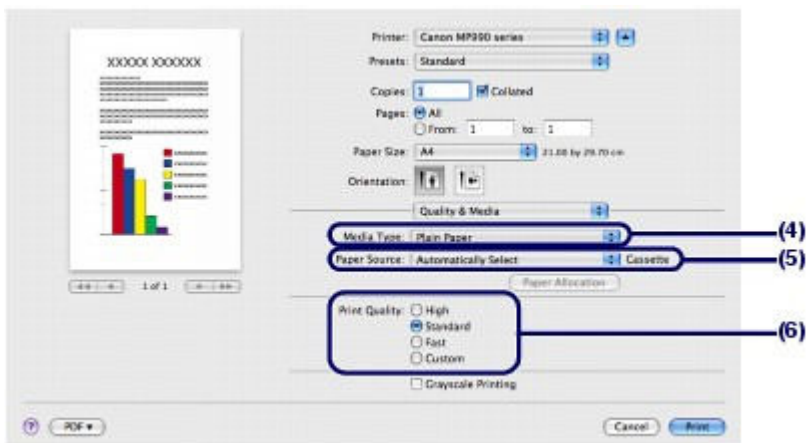 XXXXX XXXXXX
1 of 1
Printer: Canon MP990 series
Presets: Standard
Copies: 1 Collated
Pages: All
From: 1 to: 1
Paper Size: A4 21.00 by 29.70 cm
Orientation:
Quality & Media
Media Type: Plain Paper (4)
Paper Source: Automatically Select Cassette (5)
Paper Allocation
Print Quality: High
Standard
Fast
Custom
(6)
Grayscale Printing
? PDF Cancel Print